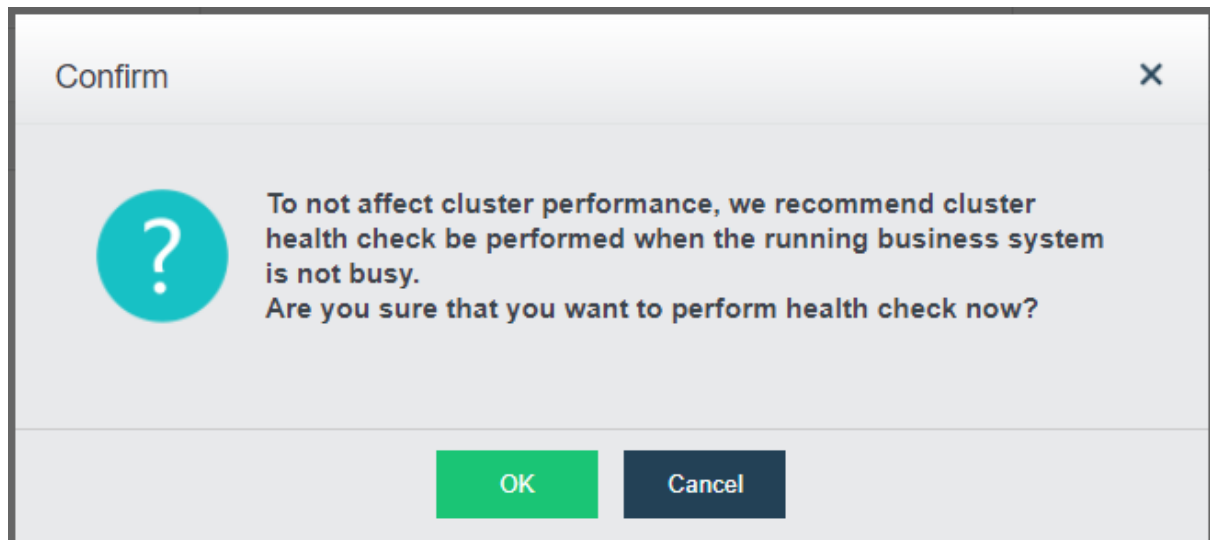 Confirm
To not affect cluster performance, we recommend cluster
health check be performed when the running business system
is not busy.
Are you sure that you want to perform health check now?
OK
Cancel